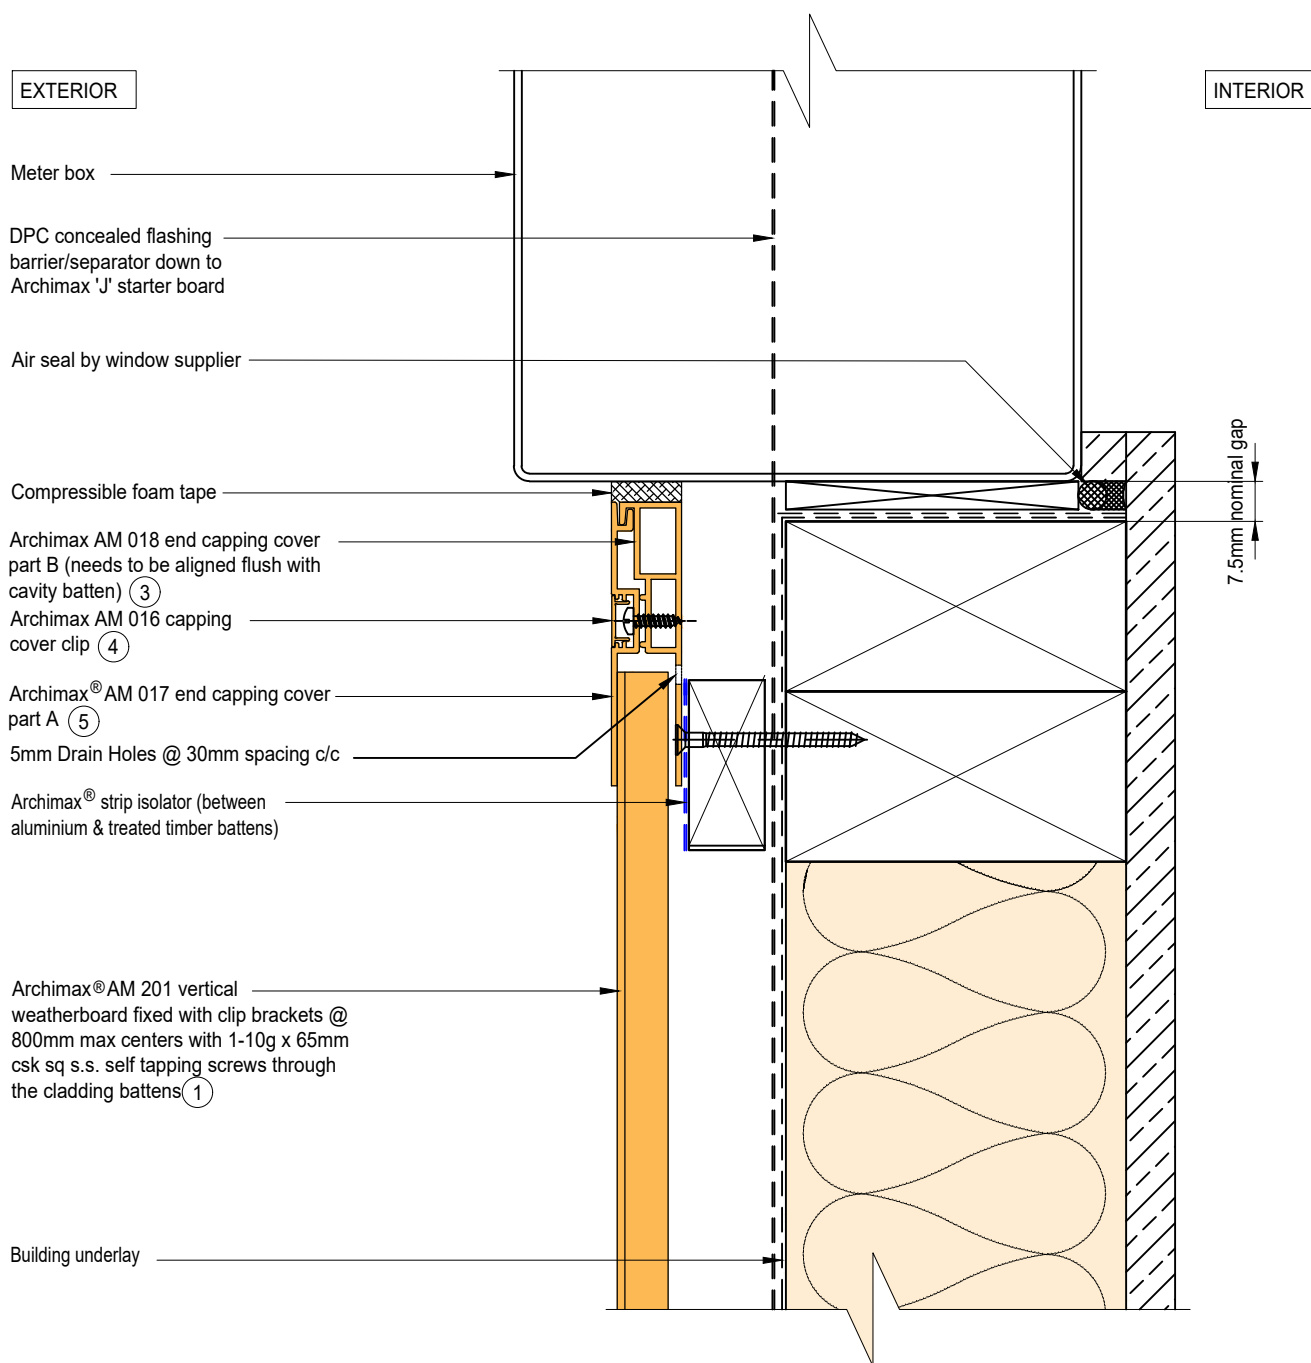 EXTERIOR
INTERIOR
Meter box
DPC concealed flashing
barrier/separator down to
Archimax 'J' starter board
Air seal by window supplier
7.5mm nominal gap
Compressible foam tape
Archimax AM 018 end capping cover
part B (needs to be aligned flush with
cavity batten) 3
Archimax AM 016 capping
cover clip 4
Archimax® AM 017 end capping cover
part A 5
5mm Drain Holes @ 30mm spacing c/c
Archimax® strip isolator (between
aluminium & treated timber battens)
Archimax® AM 201 vertical
weatherboard fixed with clip brackets @
800mm max centers with 1-10g x 65mm
csk sq s.s. self tapping screws through
the cladding battens 1
Building underlay